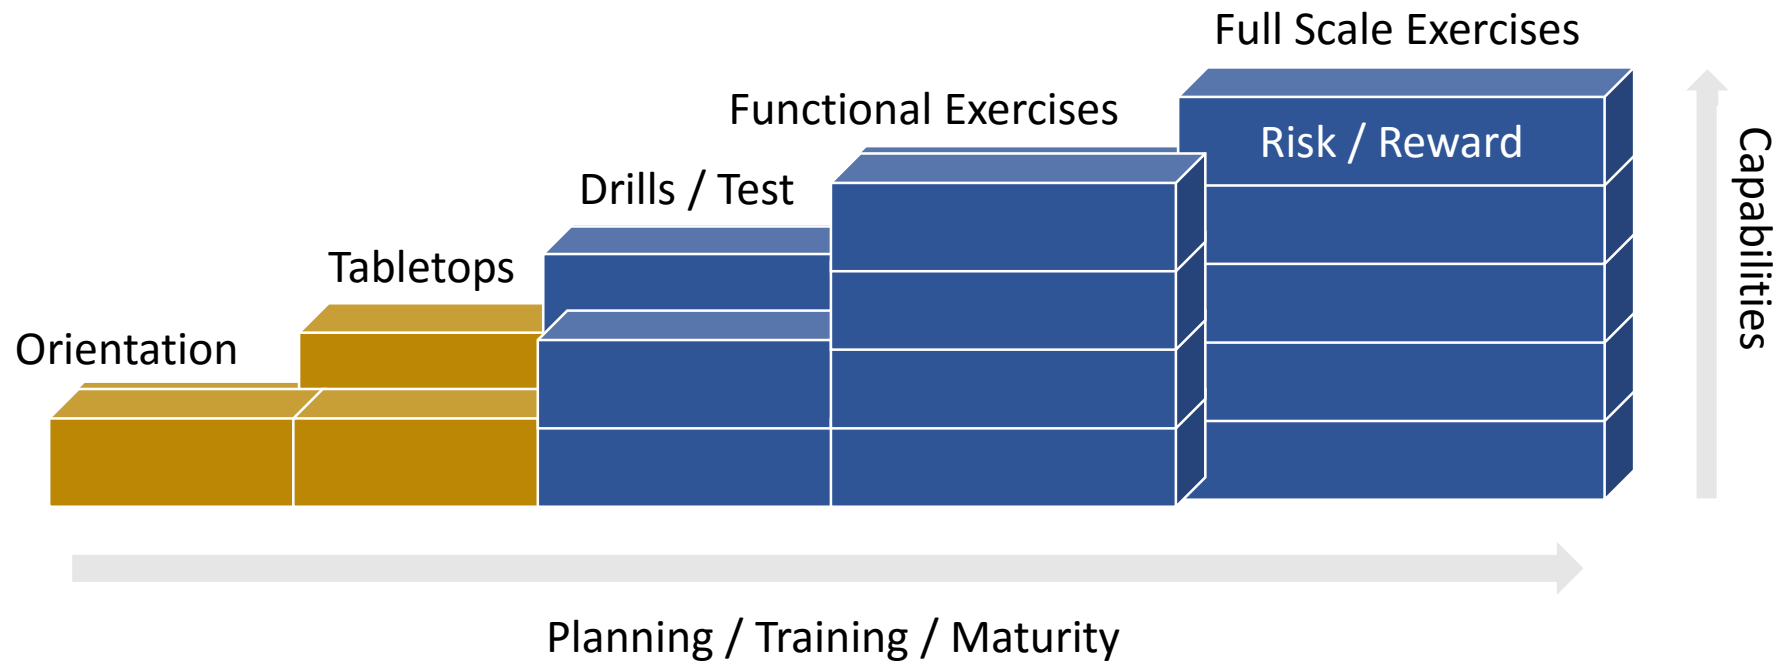 Full Scale Exercises
Functional Exercises
Risk / Reward
Drills / Test
Tabletops
Orientation
Capabilities
Planning / Training / Maturity